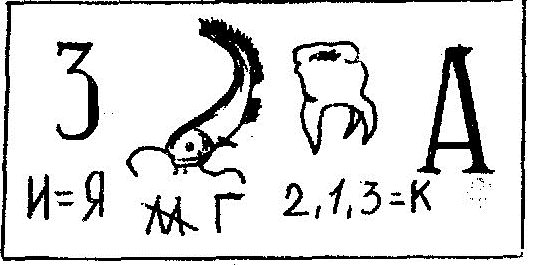 З А
И=Я М Г 2,1,3=К